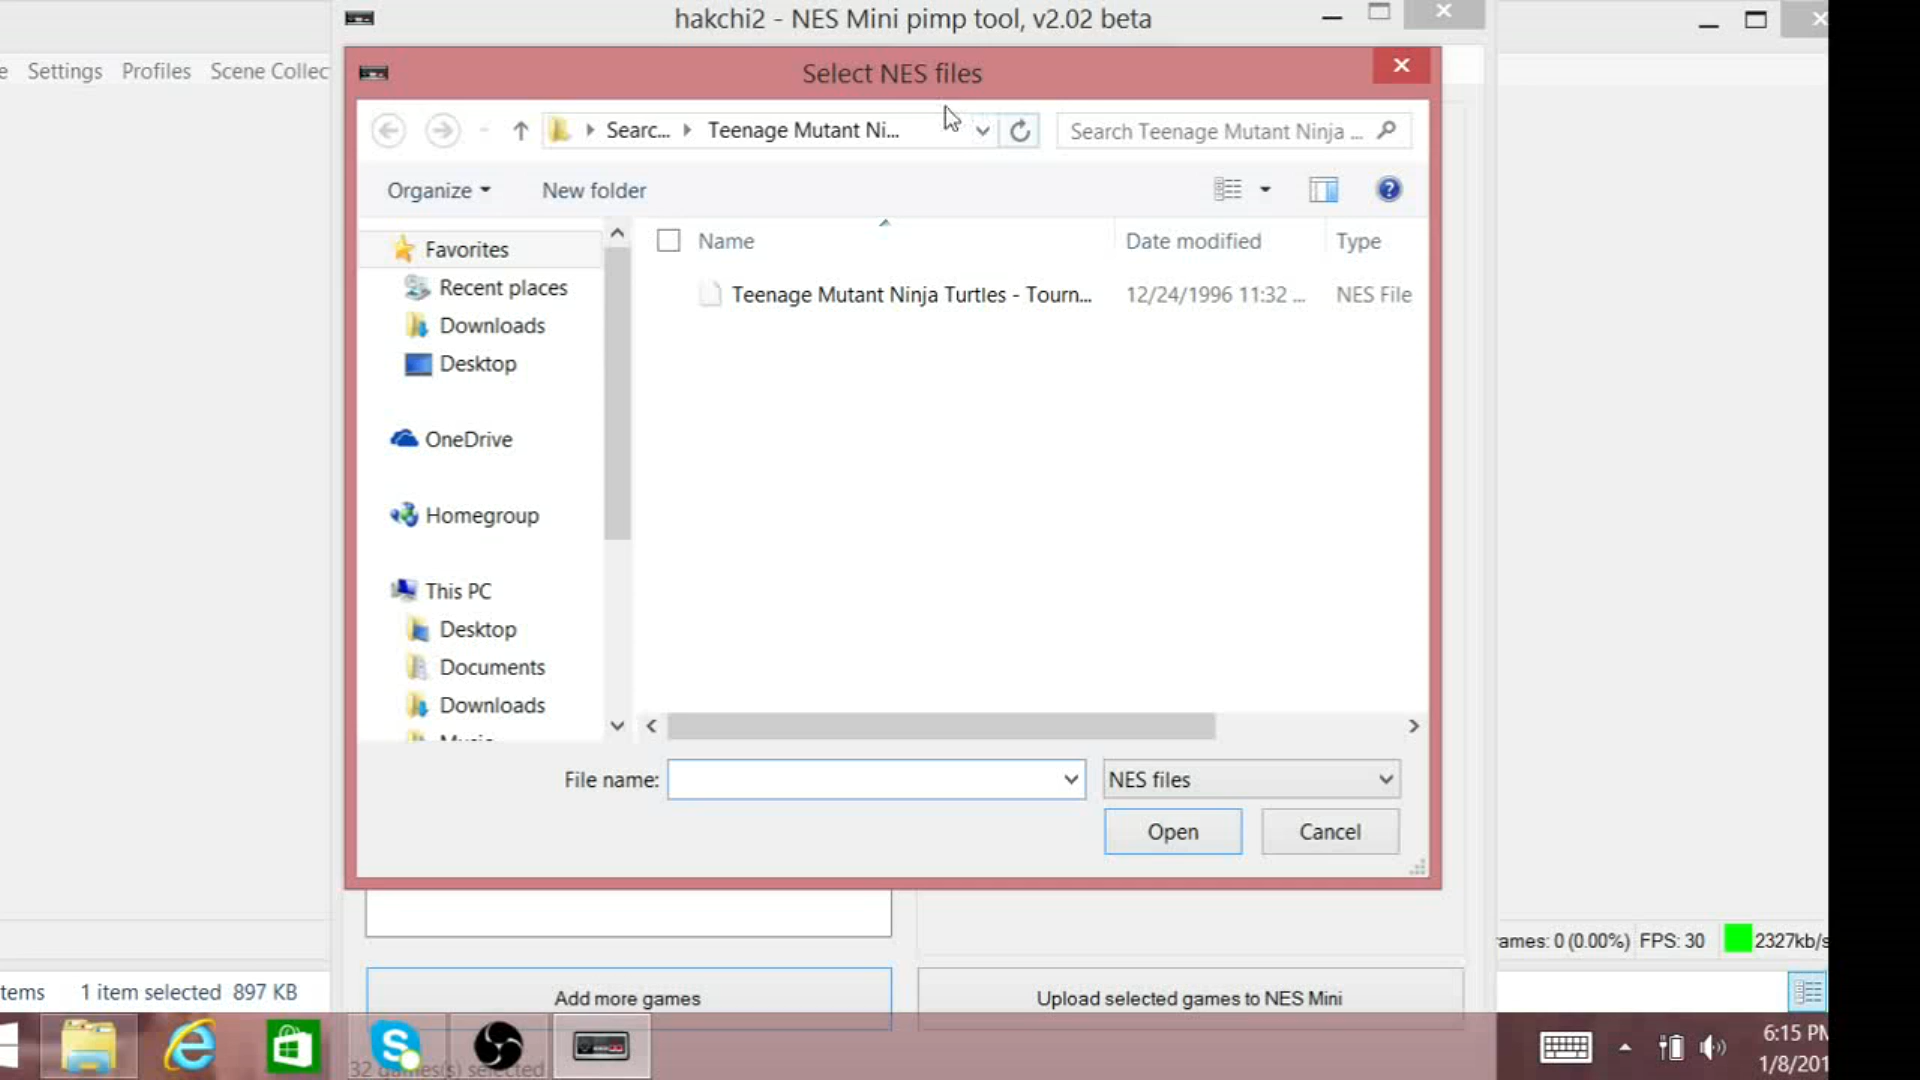 hakchi2 - NES Mini pimp tool, v2.02 beta
Select NES files
Settings Profiles Scene Collec
Searc... Teenage Mutant Ni...
Search Teenage Mutant Ninja ...
Organize New folder
Name Date modified Type
Teenage Mutant Ninja Turtles - Tourn... 12/24/1996 11:32 ... NES File
Favorites
Recent places
Downloads
Desktop
OneDrive
Homegroup
This PC
Desktop
Documents
Downloads
Music
File name:
NES files
Open Cancel
ames: 0 (0.00%) FPS: 30 2327kb/s
tems 1 item selected 897 KB
Add more games
Upload selected games to NES Mini
32 games(s) selected
6:15 PM
1/8/201